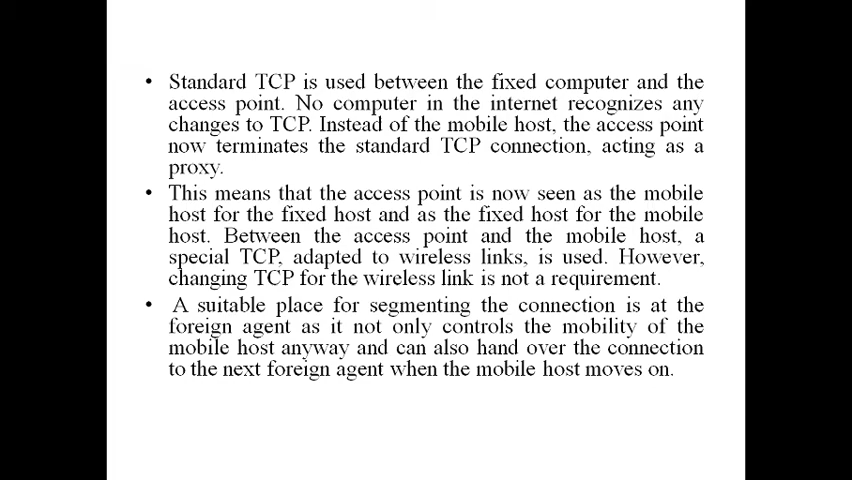 • Standard TCP is used between the fixed computer and the
access point. No computer in the internet recognizes any
changes to TCP. Instead of the mobile host, the access point
now terminates the standard TCP connection, acting as a
proxy.
• This means that the access point is now seen as the mobile
host for the fixed host and as the fixed host for the mobile
host. Between the access point and the mobile host, a
special TCP, adapted to wireless links, is used. However,
changing TCP for the wireless link is not a requirement.
• A suitable place for segmenting the connection is at the
foreign agent as it not only controls the mobility of the
mobile host anyway and can also hand over the connection
to the next foreign agent when the mobile host moves on.